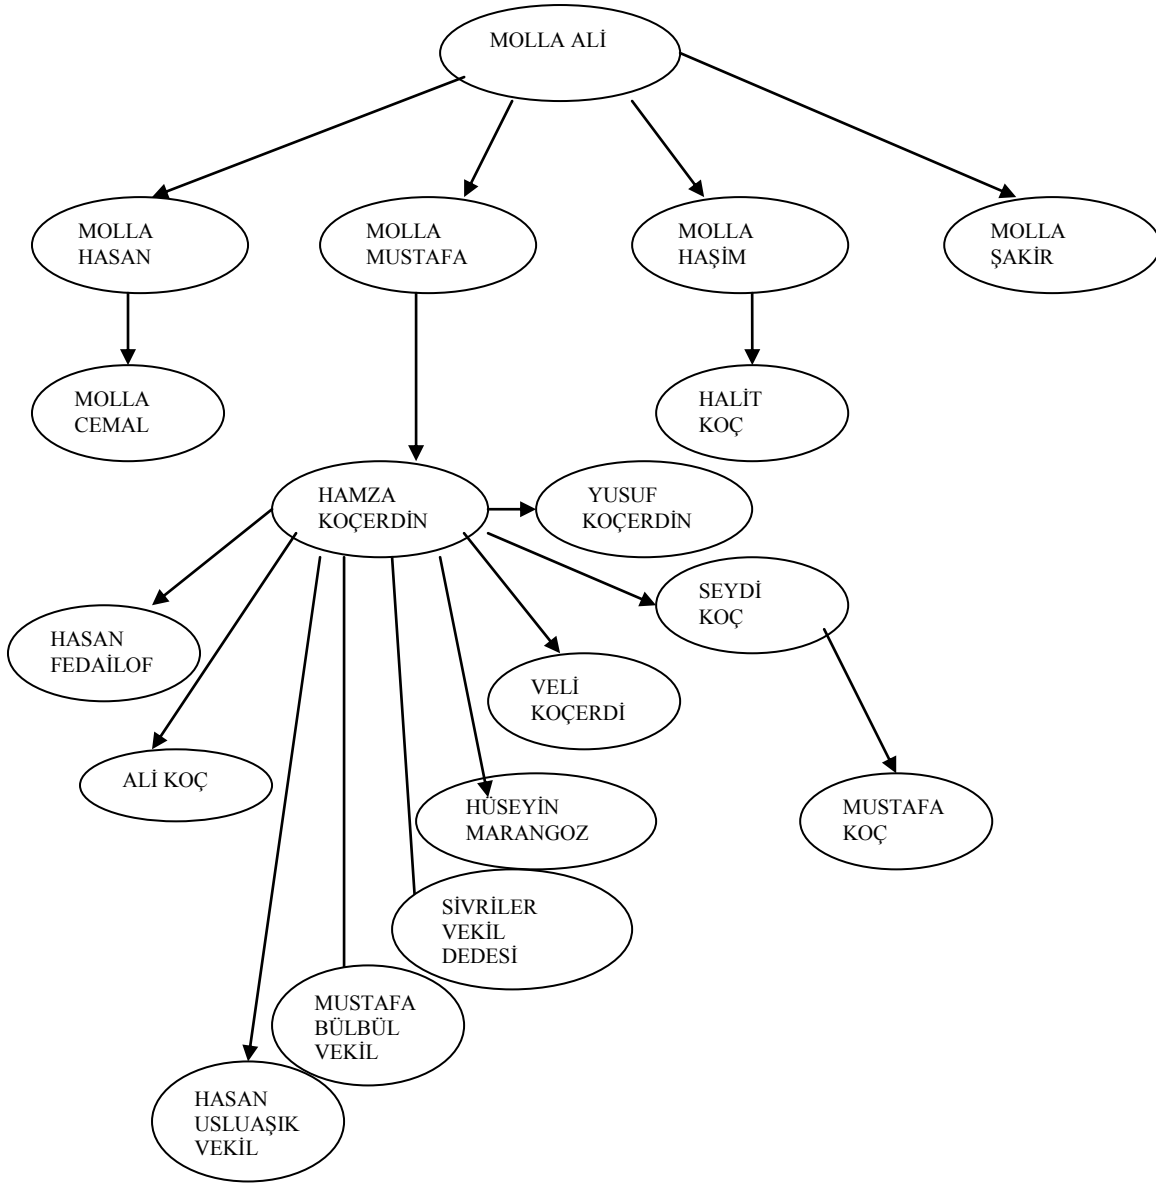 MOLLA ALİ
MOLLA
HASAN
MOLLA
MUSTAFA
MOLLA
HAŞİM
MOLLA
ŞAKİR
MOLLA
CEMAL
HALİT
KOÇ
HAMZA
KOÇERDİN
YUSUF
KOÇERDİN
SEYDİ
KOÇ
HASAN
FEDAİLOF
VELİ
KOÇERDİ
ALİ KOÇ
HÜSEYİN
MARANGOZ
MUSTAFA
KOÇ
SİVRİLER
VEKİL
DEDESİ
MUSTAFA
BÜLBÜL
VEKİL
HASAN
USLUAŞIK
VEKİL